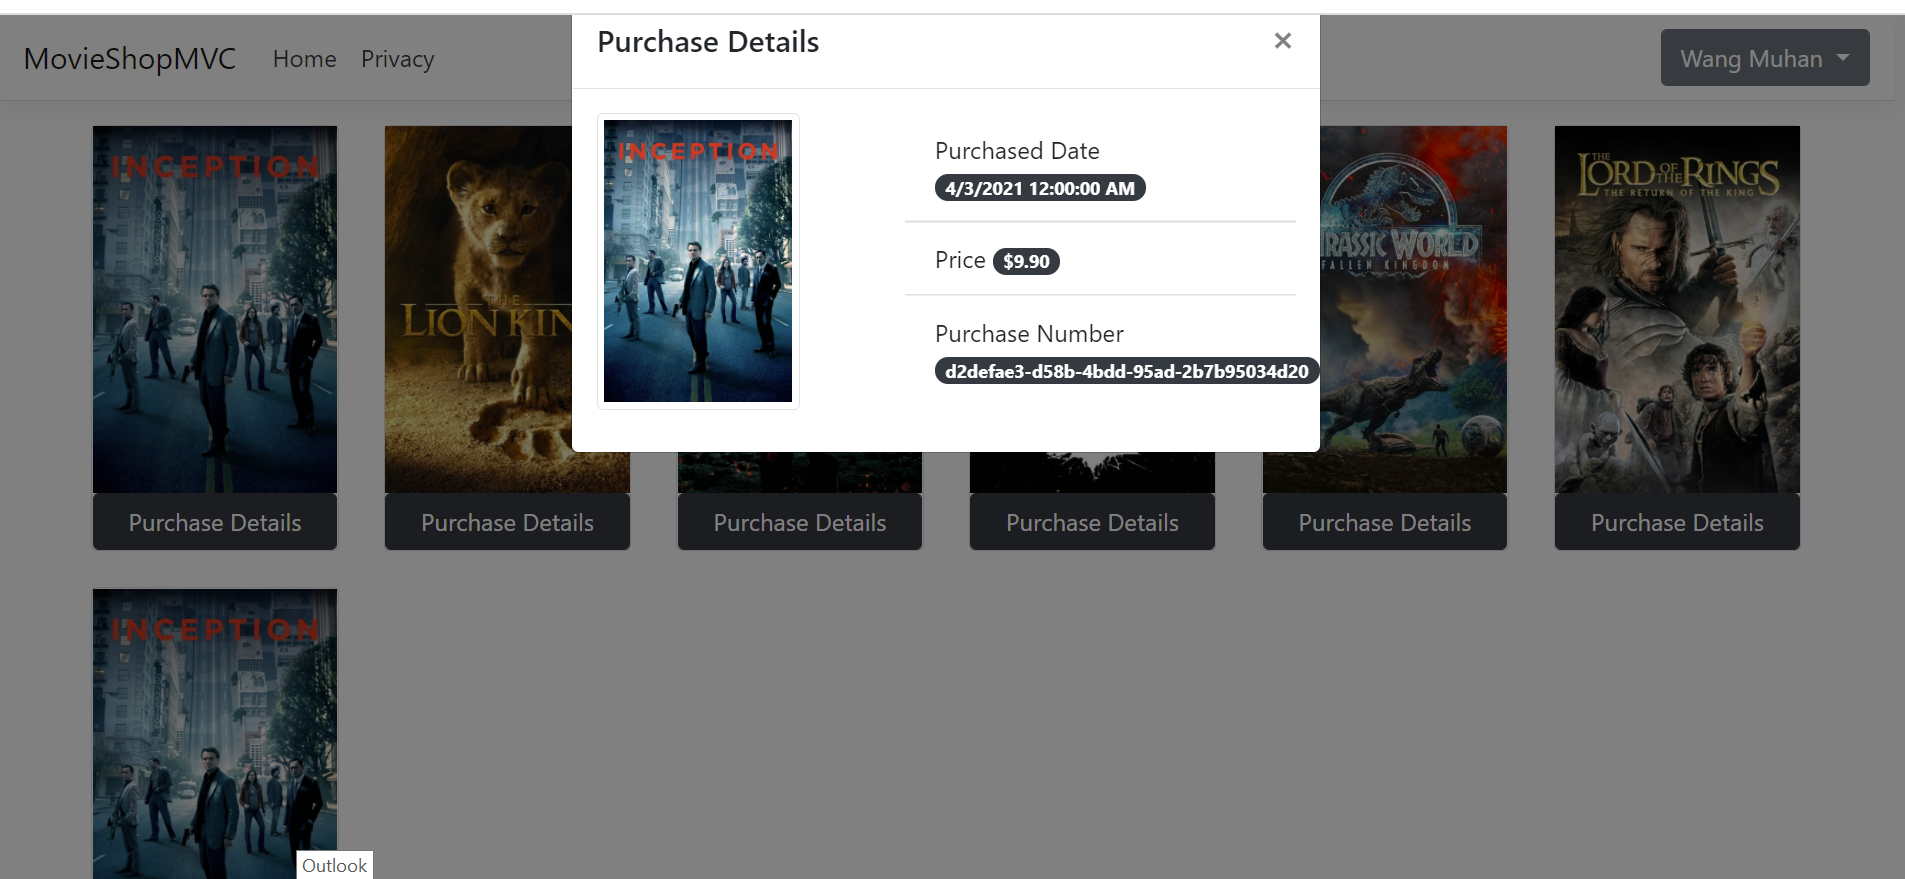 MovieShopMVC
Home
Privacy
Purchase Details
×
Wang Muhan
INCEPTION
THE
LION KIN
INCEPTION
Purchased Date
4/3/2021 12:00:00 AM
Price $9.90
Purchase Number
d2defae3-d58b-4bdd-95ad-2b7b95034d20
RASSIC WORLD
FALLEN KINGDOM
THE
LORD OF THE RINGS
THE RETURN OF THE KING
Purchase Details
Purchase Details
Purchase Details
Purchase Details
Purchase Details
Purchase Details
INCEPTION
Outlook